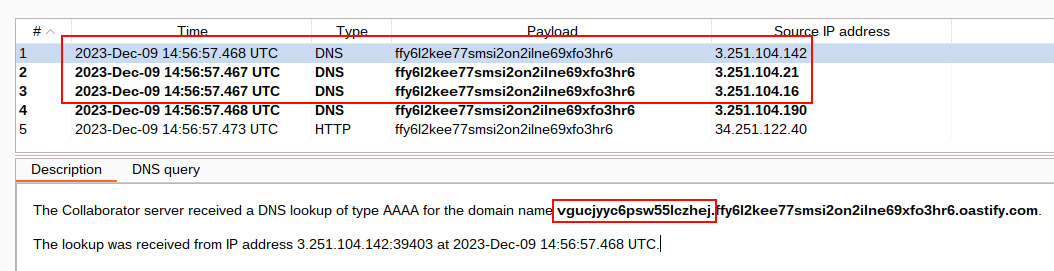 # Time Type Payload Source IP address
1 2023-Dec-09 14:56:57.468 UTC DNS ffy6l2kee77smsi2on2ilne69xfo3hr6 3.251.104.142
2 2023-Dec-09 14:56:57.467 UTC DNS ffy6l2kee77smsi2on2ilne69xfo3hr6 3.251.104.21
3 2023-Dec-09 14:56:57.467 UTC DNS ffy6l2kee77smsi2on2ilne69xfo3hr6 3.251.104.16
4 2023-Dec-09 14:56:57.468 UTC DNS ffy6l2kee77smsi2on2ilne69xfo3hr6 3.251.104.190
5 2023-Dec-09 14:56:57.473 UTC HTTP ffy6l2kee77smsi2on2ilne69xfo3hr6 34.251.122.40
Description DNS query
The Collaborator server received a DNS lookup of type AAAA for the domain name vgucjyyc6psw55lczhej.ffy6l2kee77smsi2on2ilne69xfo3hr6.oastify.com.
The lookup was received from IP address 3.251.104.142:39403 at 2023-Dec-09 14:56:57.468 UTC.